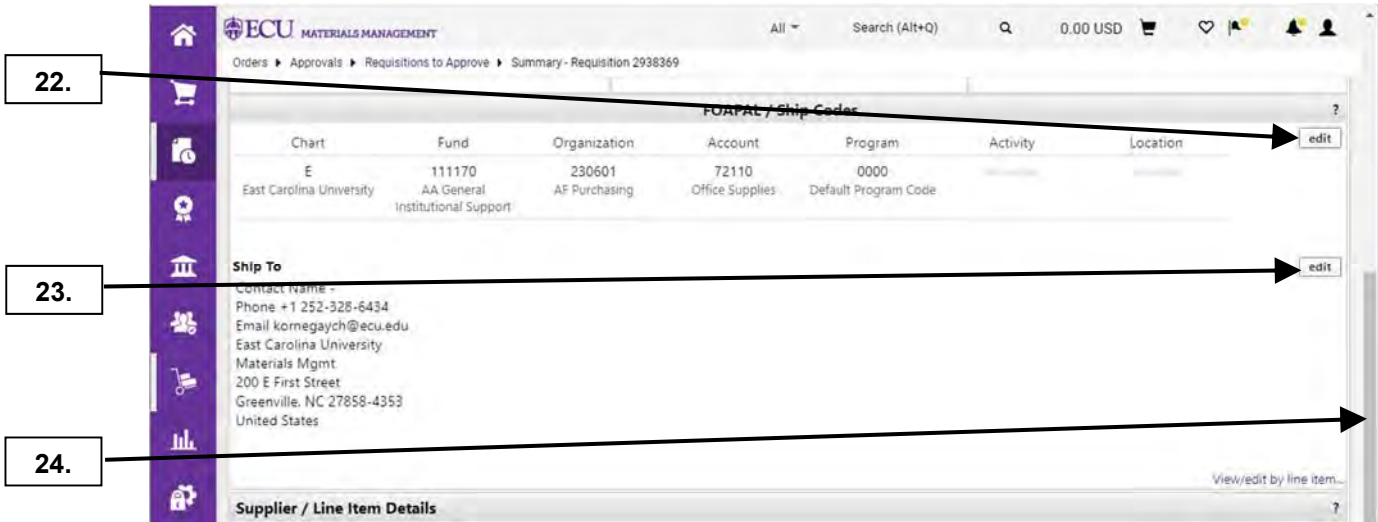 ECU MATERIALS MANAGEMENT All Search (Alt+Q) 0.00 USD
Orders Approvals Requisitions to Approve Summary - Requisition 2938369
22.
FOAPAL / Ship Codes ?
Chart Fund Organization Account Program Activity Location edit
E 111170 230601 72110 0000
East Carolina University AA General AF Purchasing Office Supplies Default Program Code
Institutional Support
Ship To edit
23.
Contact Name -
Phone +1 252-328-6434
Email kornegaych@ecu.edu
East Carolina University
Materials Mgmt
200 E First Street
Greenville, NC 27858-4353
United States
24.
View/edit by line item...
Supplier / Line Item Details ?